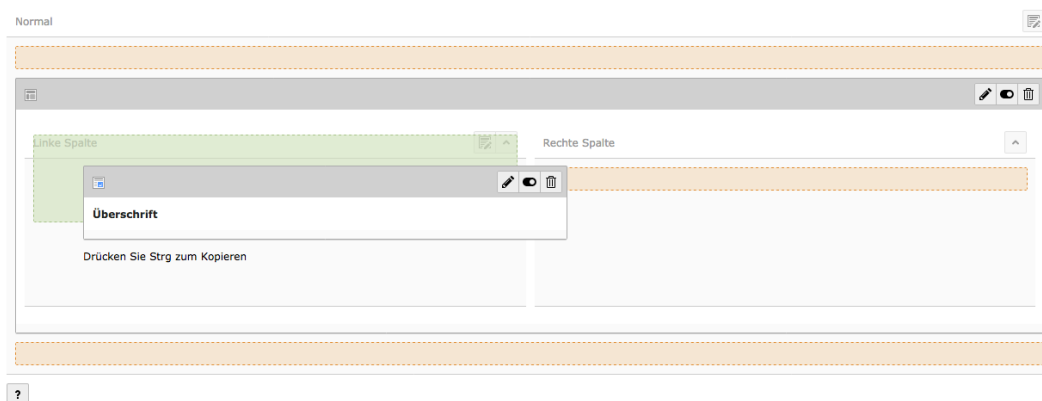 Normal
Linke Spalte
Rechte Spalte
Überschrift
Drücken Sie Strg zum Kopieren
?